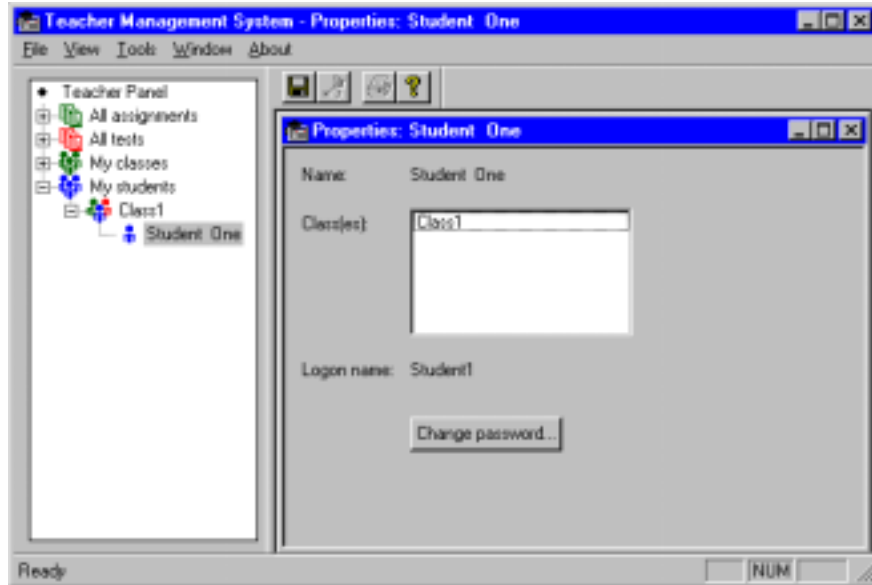 Teacher Management System - Properties: Student One
File View Tools Window About
Teacher Panel
All assignments
All tests
My classes
My students
Class1
Student One
Properties: Student One
Name: Student One
Class(es): Class1
Logon name: Student1
Change password...
Ready
NUM